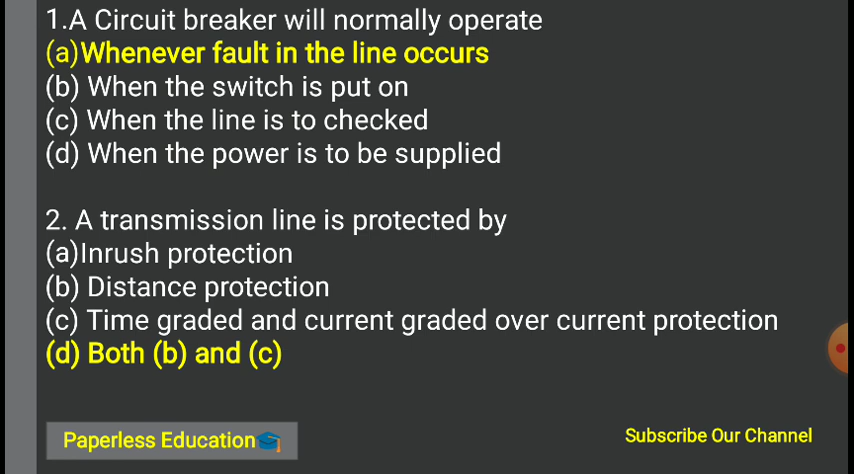 1.A Circuit breaker will normally operate
(a)Whenever fault in the line occurs
(b) When the switch is put on
(c) When the line is to checked
(d) When the power is to be supplied
2. A transmission line is protected by
(a)Inrush protection
(b) Distance protection
(c) Time graded and current graded over current protection
(d) Both (b) and (c)
Paperless Education
Subscribe Our Channel